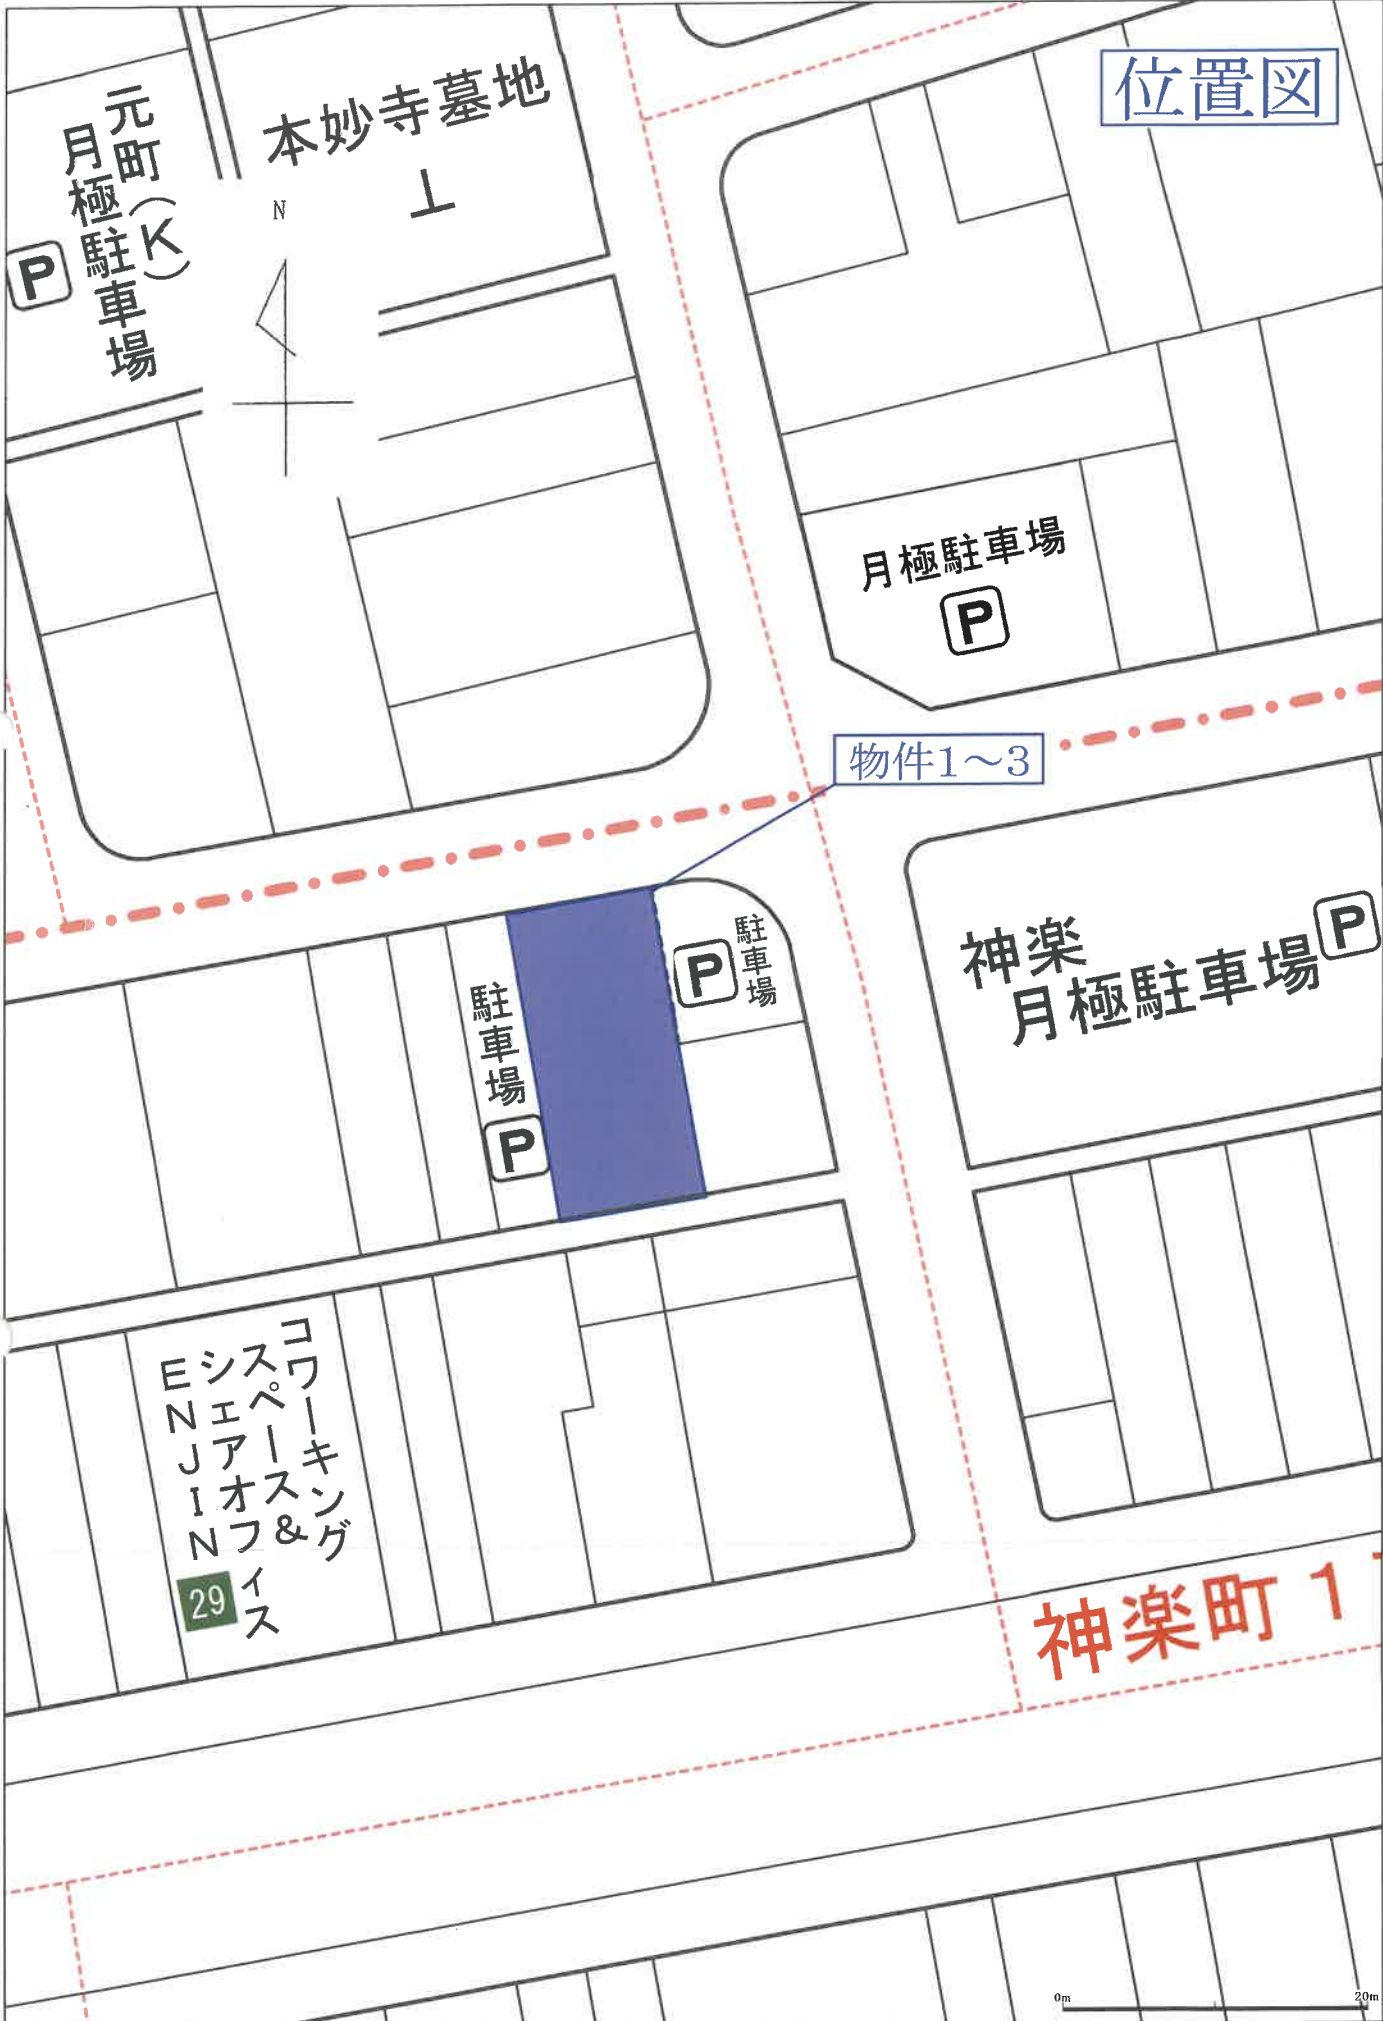 位置図
本妙寺墓地
元町(K)
月極駐車場
P
N
月極駐車場
P
物件1～3
神楽
月極駐車場
P
駐車場
P
駐車場
P
コワーキング
スペース&
シェアオフィス
ENJIN
29
神楽町1
0m
20m